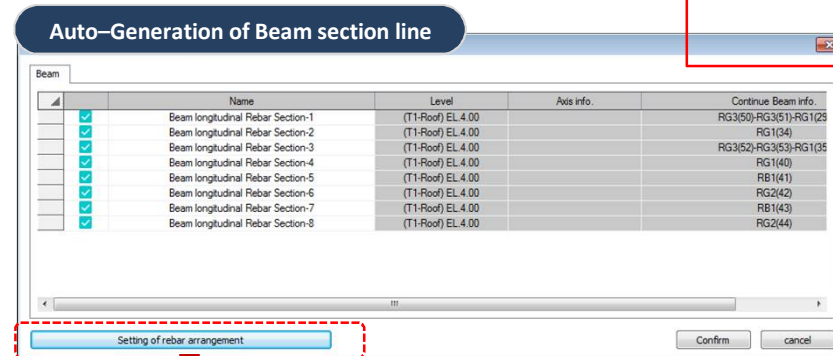 Auto–Generation of Beam section line
Beam
Name Level Axis info. Continue Beam info.
Beam longitudinal Rebar Section-1 (T1-Roof) EL.4.00 RG3(50)-RG3(51)-RG1(29
Beam longitudinal Rebar Section-2 (T1-Roof) EL.4.00 RG1(34)
Beam longitudinal Rebar Section-3 (T1-Roof) EL.4.00 RG3(52)-RG3(53)-RG1(35
Beam longitudinal Rebar Section-4 (T1-Roof) EL.4.00 RG1(40)
Beam longitudinal Rebar Section-5 (T1-Roof) EL.4.00 RB1(41)
Beam longitudinal Rebar Section-6 (T1-Roof) EL.4.00 RG2(42)
Beam longitudinal Rebar Section-7 (T1-Roof) EL.4.00 RB1(43)
Beam longitudinal Rebar Section-8 (T1-Roof) EL.4.00 RG2(44)
Setting of rebar arrangement Confirm cancel